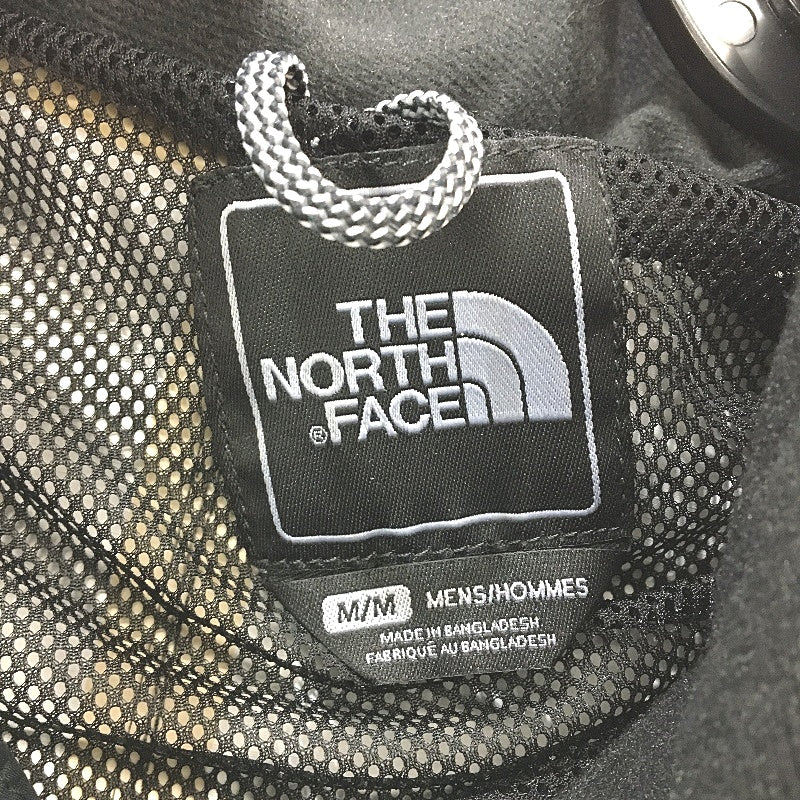 THE
NORTH
®FACE
M/M MENS/HOMMES
MADE IN BANGLADESH
FABRIQUE AU BANGLADESH